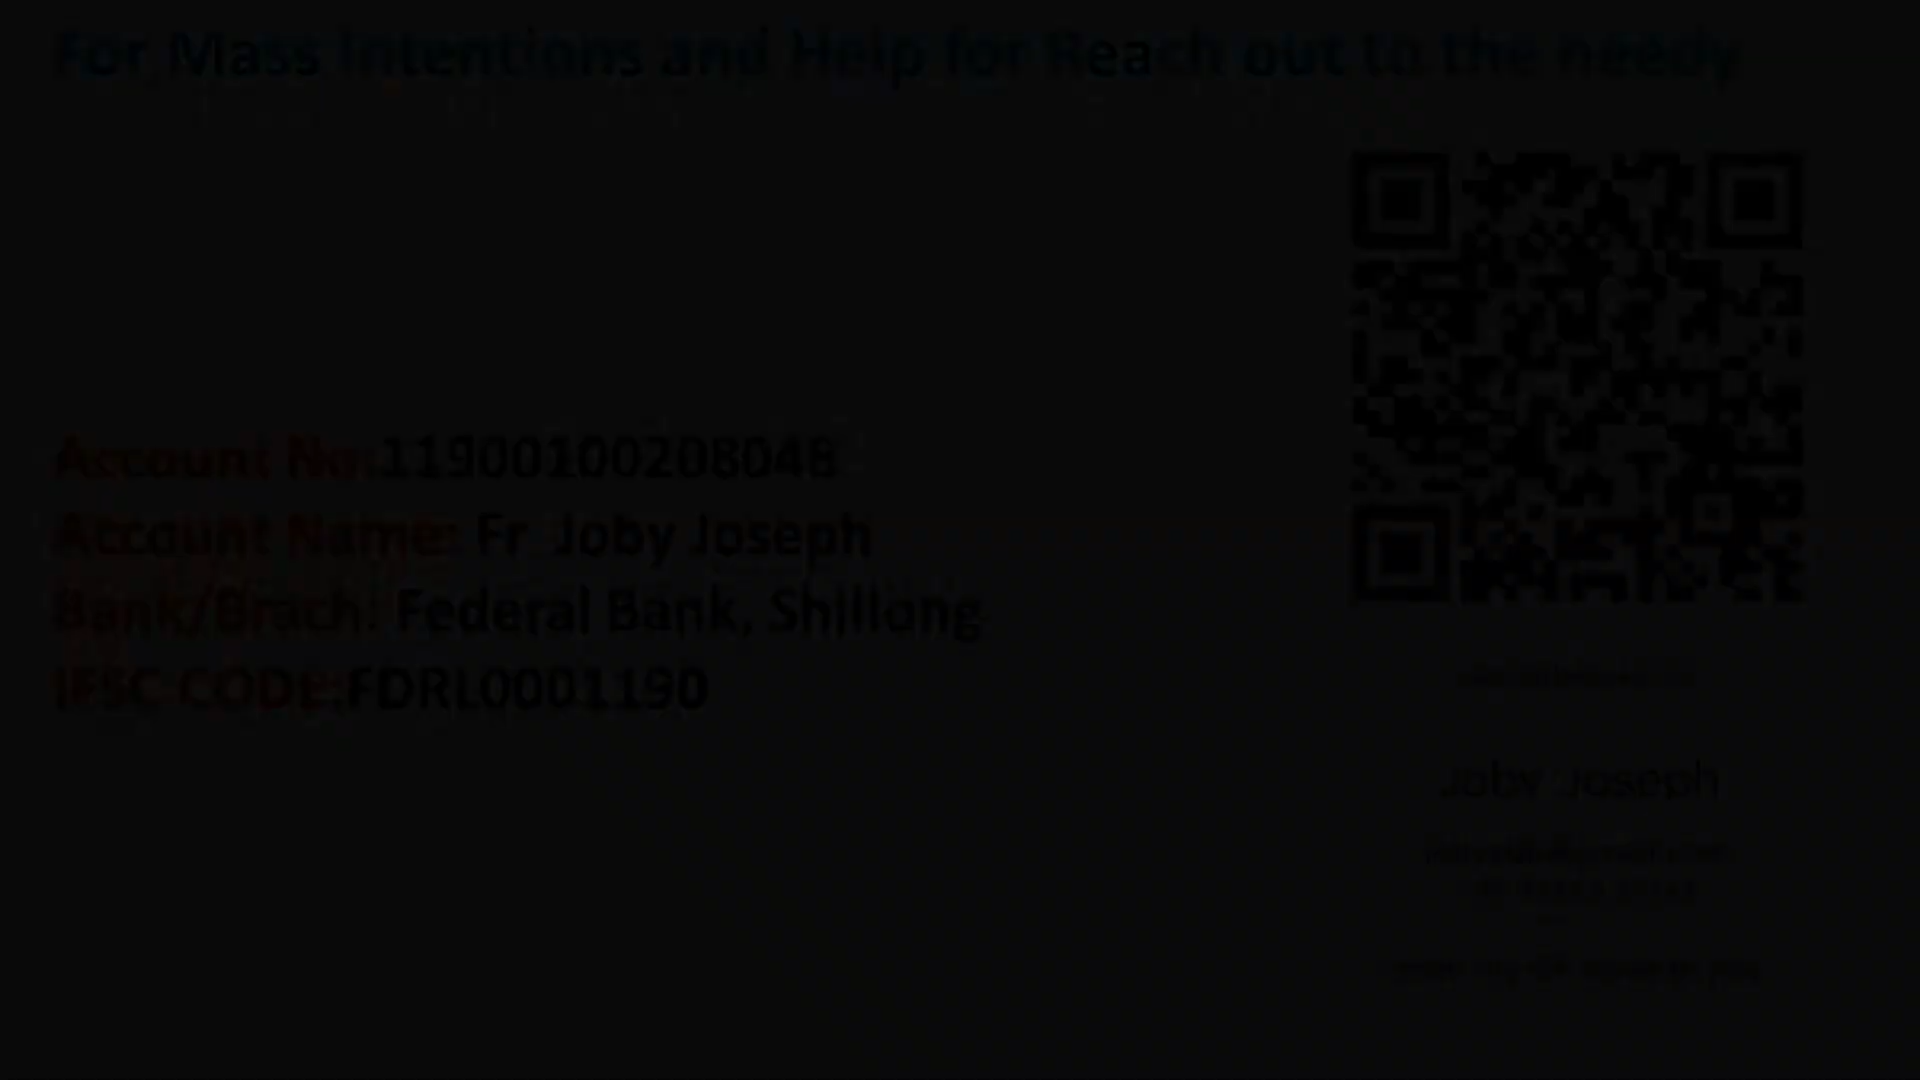 For Mass Intentions and Help for Reach out to the needy
Account No:11900100208048
Account Name: Fr Joby Joseph
Bank/Brach: Federal Bank, Shillong
IFSC CODE:FDRL0001190
Joby Joseph